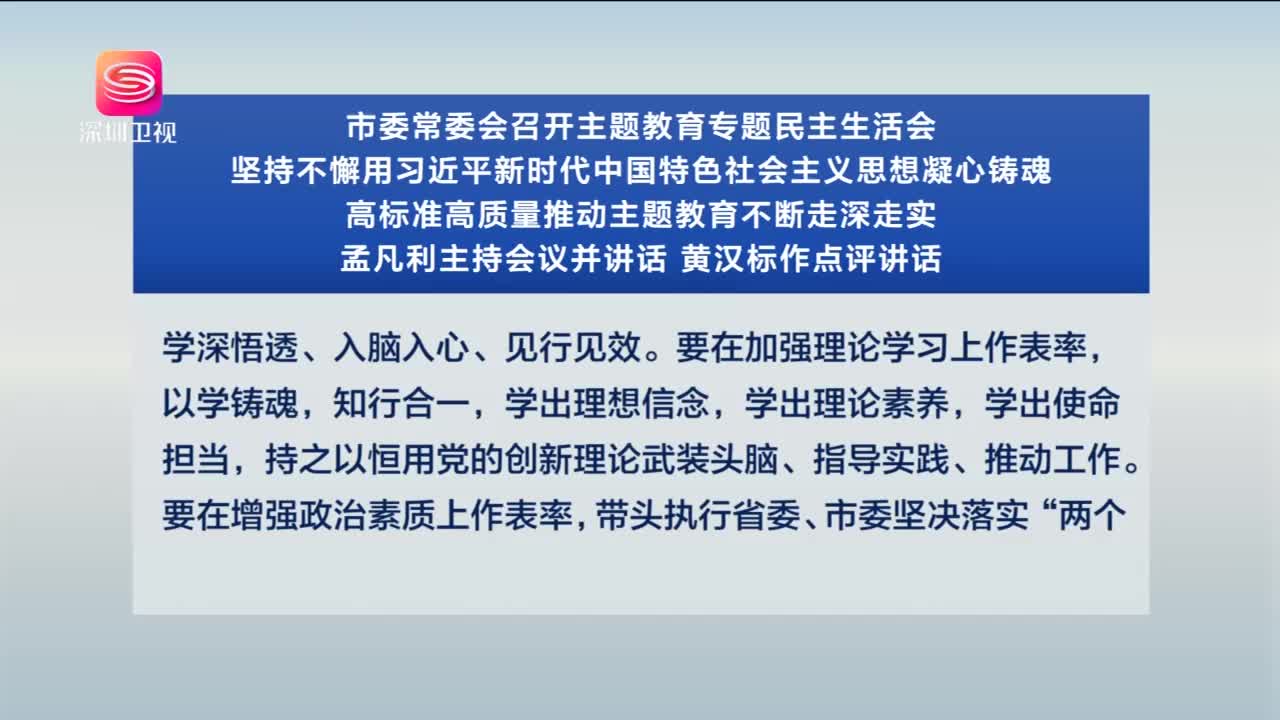 深圳卫视
市委常委会召开主题教育专题民主生活会
坚持不懈用习近平新时代中国特色社会主义思想凝心铸魂
高标准高质量推动主题教育不断走深走实
孟凡利主持会议并讲话 黄汉标作点评讲话
学深悟透、入脑入心、见行见效。要在加强理论学习上作表率，
以学铸魂，知行合一，学出理想信念，学出理论素养，学出使命
担当，持之以恒用党的创新理论武装头脑、指导实践、推动工作。
要在增强政治素质上作表率，带头执行省委、市委坚决落实“两个